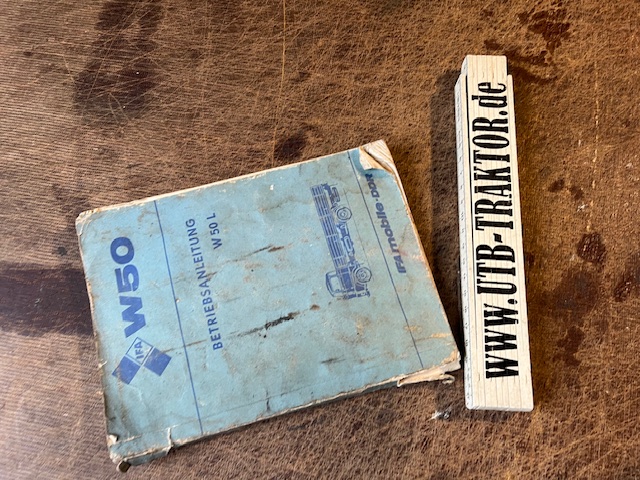 W50
IFA
BETRIEBSANLEITUNG
W 50 L
IFA mobile-DDR
www.UTB-TRAKTOR.de